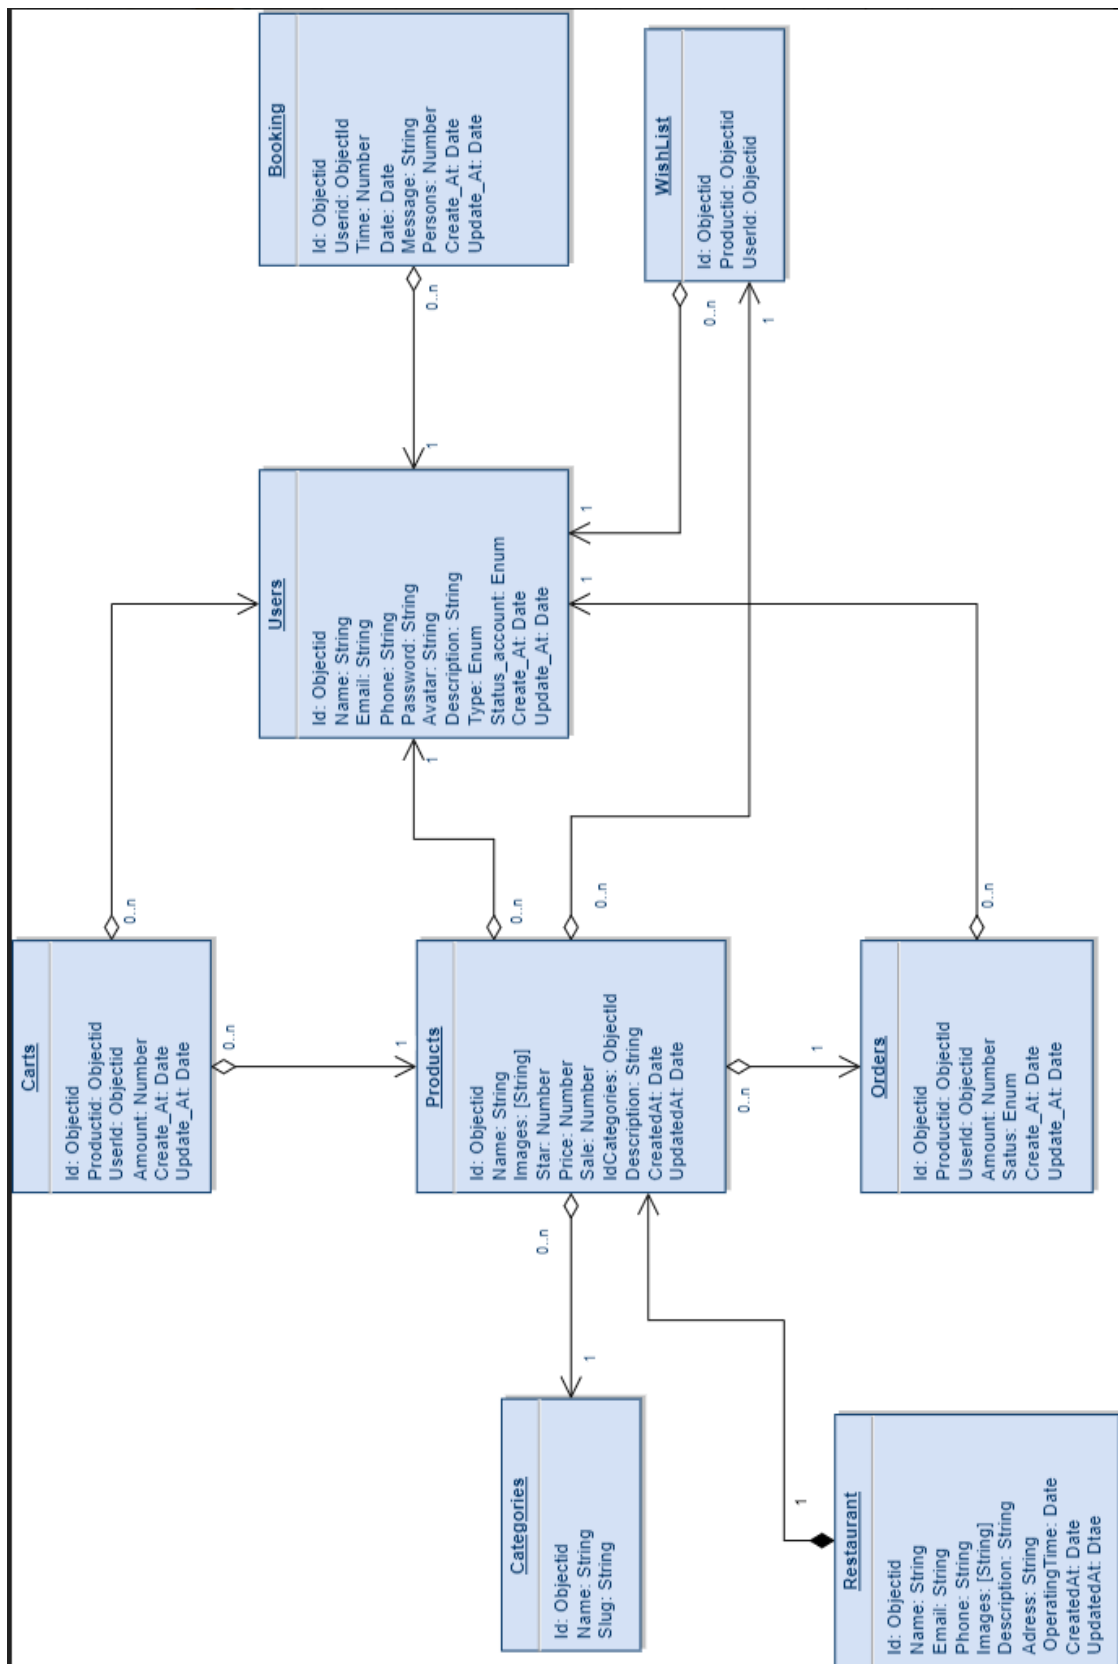 Carts
Id: Objectid
Productid: ObjectId
UserId: Objectid
Amount: Number
Create_At: Date
Update_At: Date
0..n
0..n
1
Booking
Id: Objectid
Userid: ObjectId
Time: Number
Date: Date
Message: String
Persons: Number
Create_At: Date
Update_At: Date
0..n
1
Users
Id: Objectid
Name: String
Email: String
Phone: String
Password: String
Avatar: String
Description: String
Type: Enum
Status_account: Enum
Create_At: Date
Update_At: Date
1
1
1
Products
Id: Objectid
Name: String
Images: [String]
Star: Number
Price: Number
Sale: Number
IdCategories: ObjectId
Description: String
CreatedAt: Date
UpdatedAt: Date
0..n
0..n
0..n
0..n
1
Categories
Id: Objectid
Name: String
Slug: String
1
WishList
Id: Objectid
Productid: Objectid
UserId: Objectid
0..n
1
Orders
Id: Objectid
Productid: ObjectId
UserId: Objectid
Amount: Number
Satus: Enum
Create_At: Date
Update_At: Date
0..n
1
Restaurant
Id: Objectid
Name: String
Email: String
Phone: String
Images: [String]
Description: String
Adress: String
OperatingTime: Date
CreatedAt: Date
UpdatedAt: Dtae